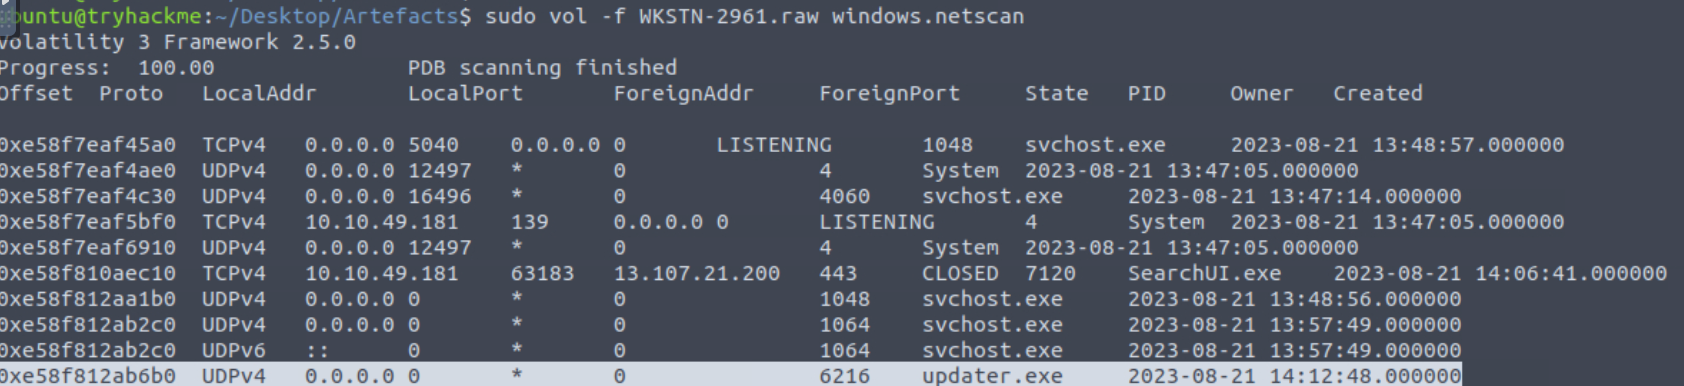 ubuntu@tryhackme:~/Desktop/Artefacts$ sudo vol -f WKSTN-2961.raw windows.netscan
Volatility 3 Framework 2.5.0
Progress:  100.00               PDB scanning finished
Offset  Proto   LocalAddr       LocalPort       ForeignAddr     ForeignPort     State   PID     Owner   Created
0xe58f7eaf45a0  TCPv4   0.0.0.0 5040    0.0.0.0 0       LISTENING       1048    svchost.exe     2023-08-21 13:48:57.000000
0xe58f7eaf4ae0  UDPv4   0.0.0.0 12497   *       0               4       System  2023-08-21 13:47:05.000000
0xe58f7eaf4c30  UDPv4   0.0.0.0 16496   *       0               4060    svchost.exe     2023-08-21 13:47:14.000000
0xe58f7eaf5bf0  TCPv4   10.10.49.181    139     0.0.0.0 0       LISTENING       4       System  2023-08-21 13:47:05.000000
0xe58f7eaf6910  UDPv4   0.0.0.0 12497   *       0               4       System  2023-08-21 13:47:05.000000
0xe58f810aec10  TCPv4   10.10.49.181    63183   13.107.21.200   443     CLOSED  7120    SearchUI.exe    2023-08-21 14:06:41.000000
0xe58f812aa1b0  UDPv4   0.0.0.0 0       *       0               1048    svchost.exe     2023-08-21 13:48:56.000000
0xe58f812ab2c0  UDPv4   0.0.0.0 0       *       0               1064    svchost.exe     2023-08-21 13:57:49.000000
0xe58f812ab2c0  UDPv6   ::      0       *       0               1064    svchost.exe     2023-08-21 13:57:49.000000
0xe58f812ab6b0  UDPv4   0.0.0.0 0       *       0               6216    updater.exe     2023-08-21 14:12:48.000000